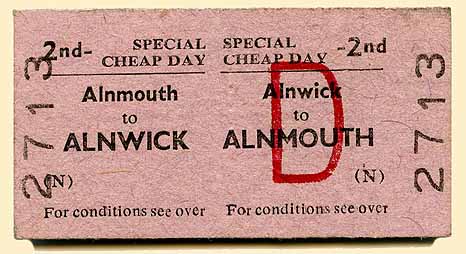 2nd- SPECIAL SPECIAL -2nd
CHEAP DAY CHEAP DAY
Alnmouth Alnwick
to to
ALNWICK ALNMOUTH
(N) (N)
For conditions see over For conditions see over
2713
2713
D